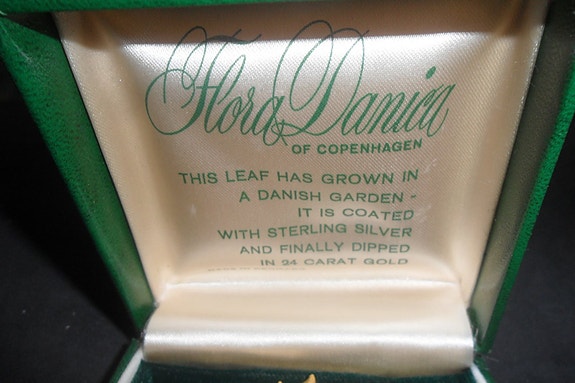 Flora Danica
OF COPENHAGEN
THIS LEAF HAS GROWN IN
A DANISH GARDEN -
IT IS COATED
WITH STERLING SILVER
AND FINALLY DIPPED
IN 24 CARAT GOLD